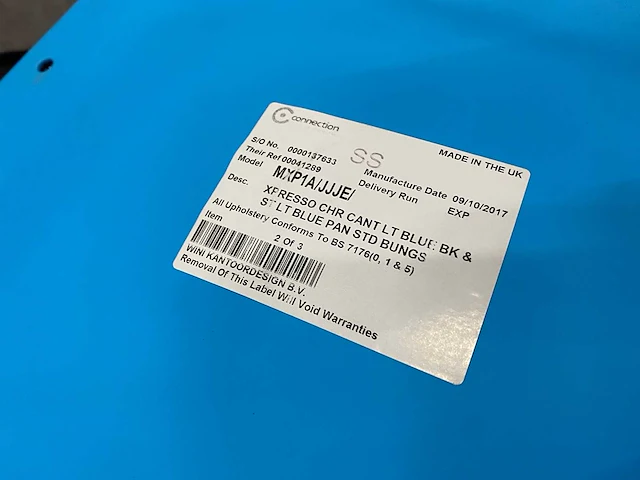 connection
MADE IN THE UK
S/O No. 0000137633 SS
Their Ref 00041289 Manufacture Date 09/10/2017
Model MXP1A/JJJE/ Delivery Run EXP
Desc. XPRESSO CHR CANT LT BLUE BK &
ST LT BLUE PAN STD BUNGS
All Upholstery Conforms To BS 7176(0, 1 & 5)
Item 2 Of 3
WINI KANTOORDESIGN B.V.
Removal Of This Label Will Void Warranties